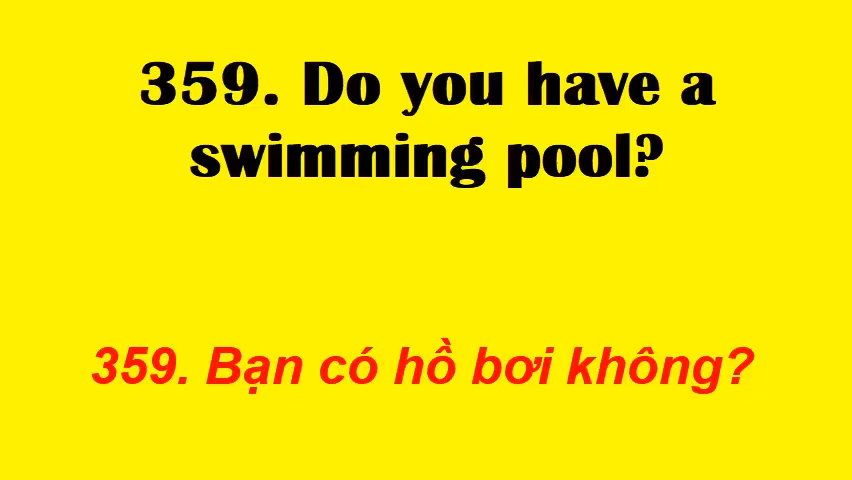 359. Do you have a
swimming pool?
359. Bạn có hồ bơi không?